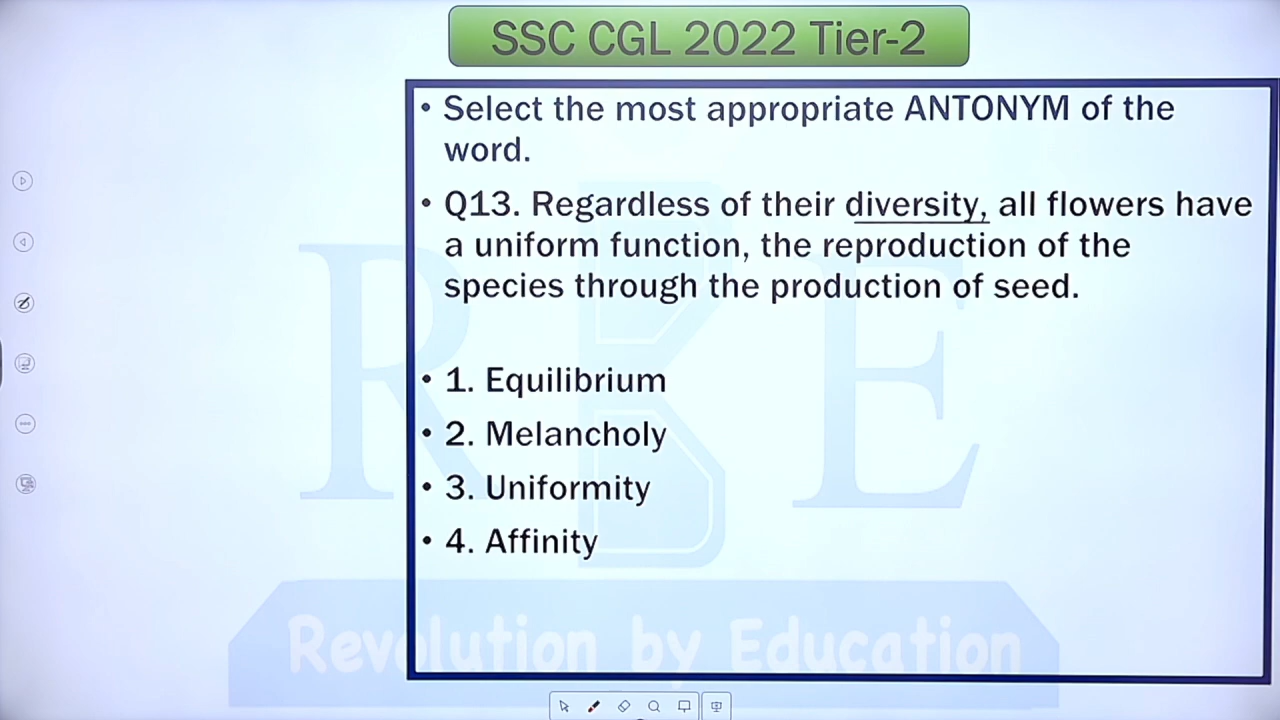 SSC CGL 2022 Tier-2
• Select the most appropriate ANTONYM of the
word.
• Q13. Regardless of their diversity, all flowers have
a uniform function, the reproduction of the
species through the production of seed.
• 1. Equilibrium
• 2. Melancholy
• 3. Uniformity
• 4. Affinity
RBE
Revolution by Education